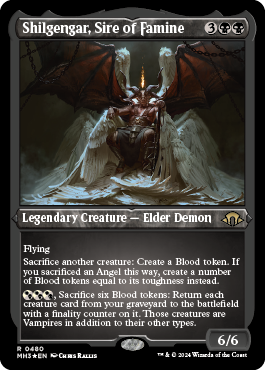 Shilgengar, Sire of Famine 3
Legendary Creature — Elder Demon
Flying
Sacrifice another creature: Create a Blood token. If
you sacrificed an Angel this way, create a number
of Blood tokens equal to its toughness instead.
, Sacrifice six Blood tokens: Return each
creature card from your graveyard to the battlefield
with a finality counter on it. Those creatures are
Vampires in addition to their other types.
6/6
R 0480
MH3 EN Chris Rallis
™ & © 2024 Wizards of the Coast